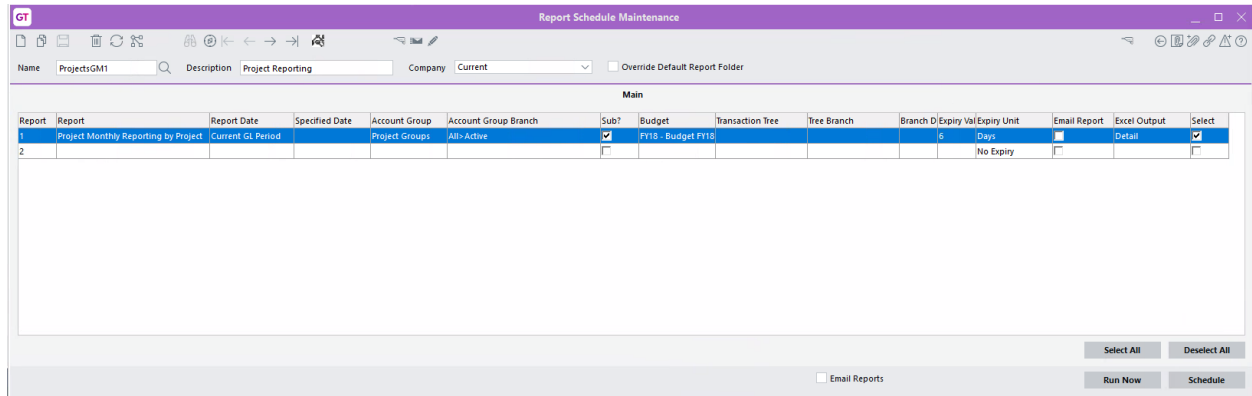 GT Report Schedule Maintenance
Name ProjectsGM1 Description Project Reporting Company Current Override Default Report Folder
Main
Report Report Report Date Specified Date Account Group Account Group Branch Sub? Budget Transaction Tree Tree Branch Branch D Expiry Val Expiry Unit Email Report Excel Output Select
1 Project Monthly Reporting by Project Current GL Period Project Groups All>Active FY18 - Budget FY18 6 Days Detail
2 No Expiry
Select All Deselect All
Email Reports Run Now Schedule